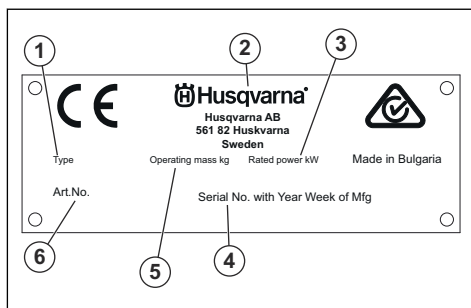 1
2
3
CE
Husqvarna
Husqvarna AB
561 82 Huskvarna
Sweden
Type
Operating mass kg
Rated power kW
Made in Bulgaria
Art.No.
Serial No. with Year Week of Mfg
6
5
4